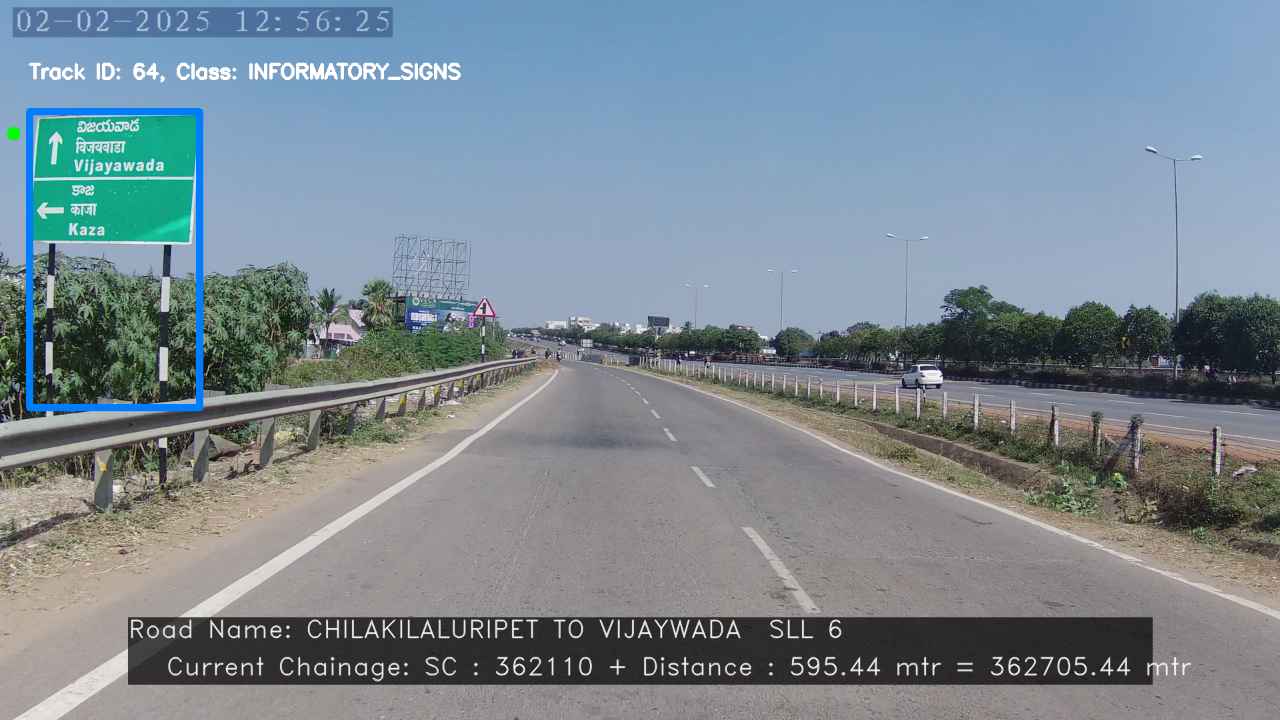 02-02-2025 12:56:25
Track ID: 64, Class: INFORMATORY_SIGNS
విజయవాడ
विजयवाडा
Vijayawada
కాజ
काजा
Kaza
Road Name: CHILAKILALURIPET TO VIJAYWADA SLL 6
Current Chainage: SC : 362110 + Distance : 595.44 mtr = 362705.44 mtr